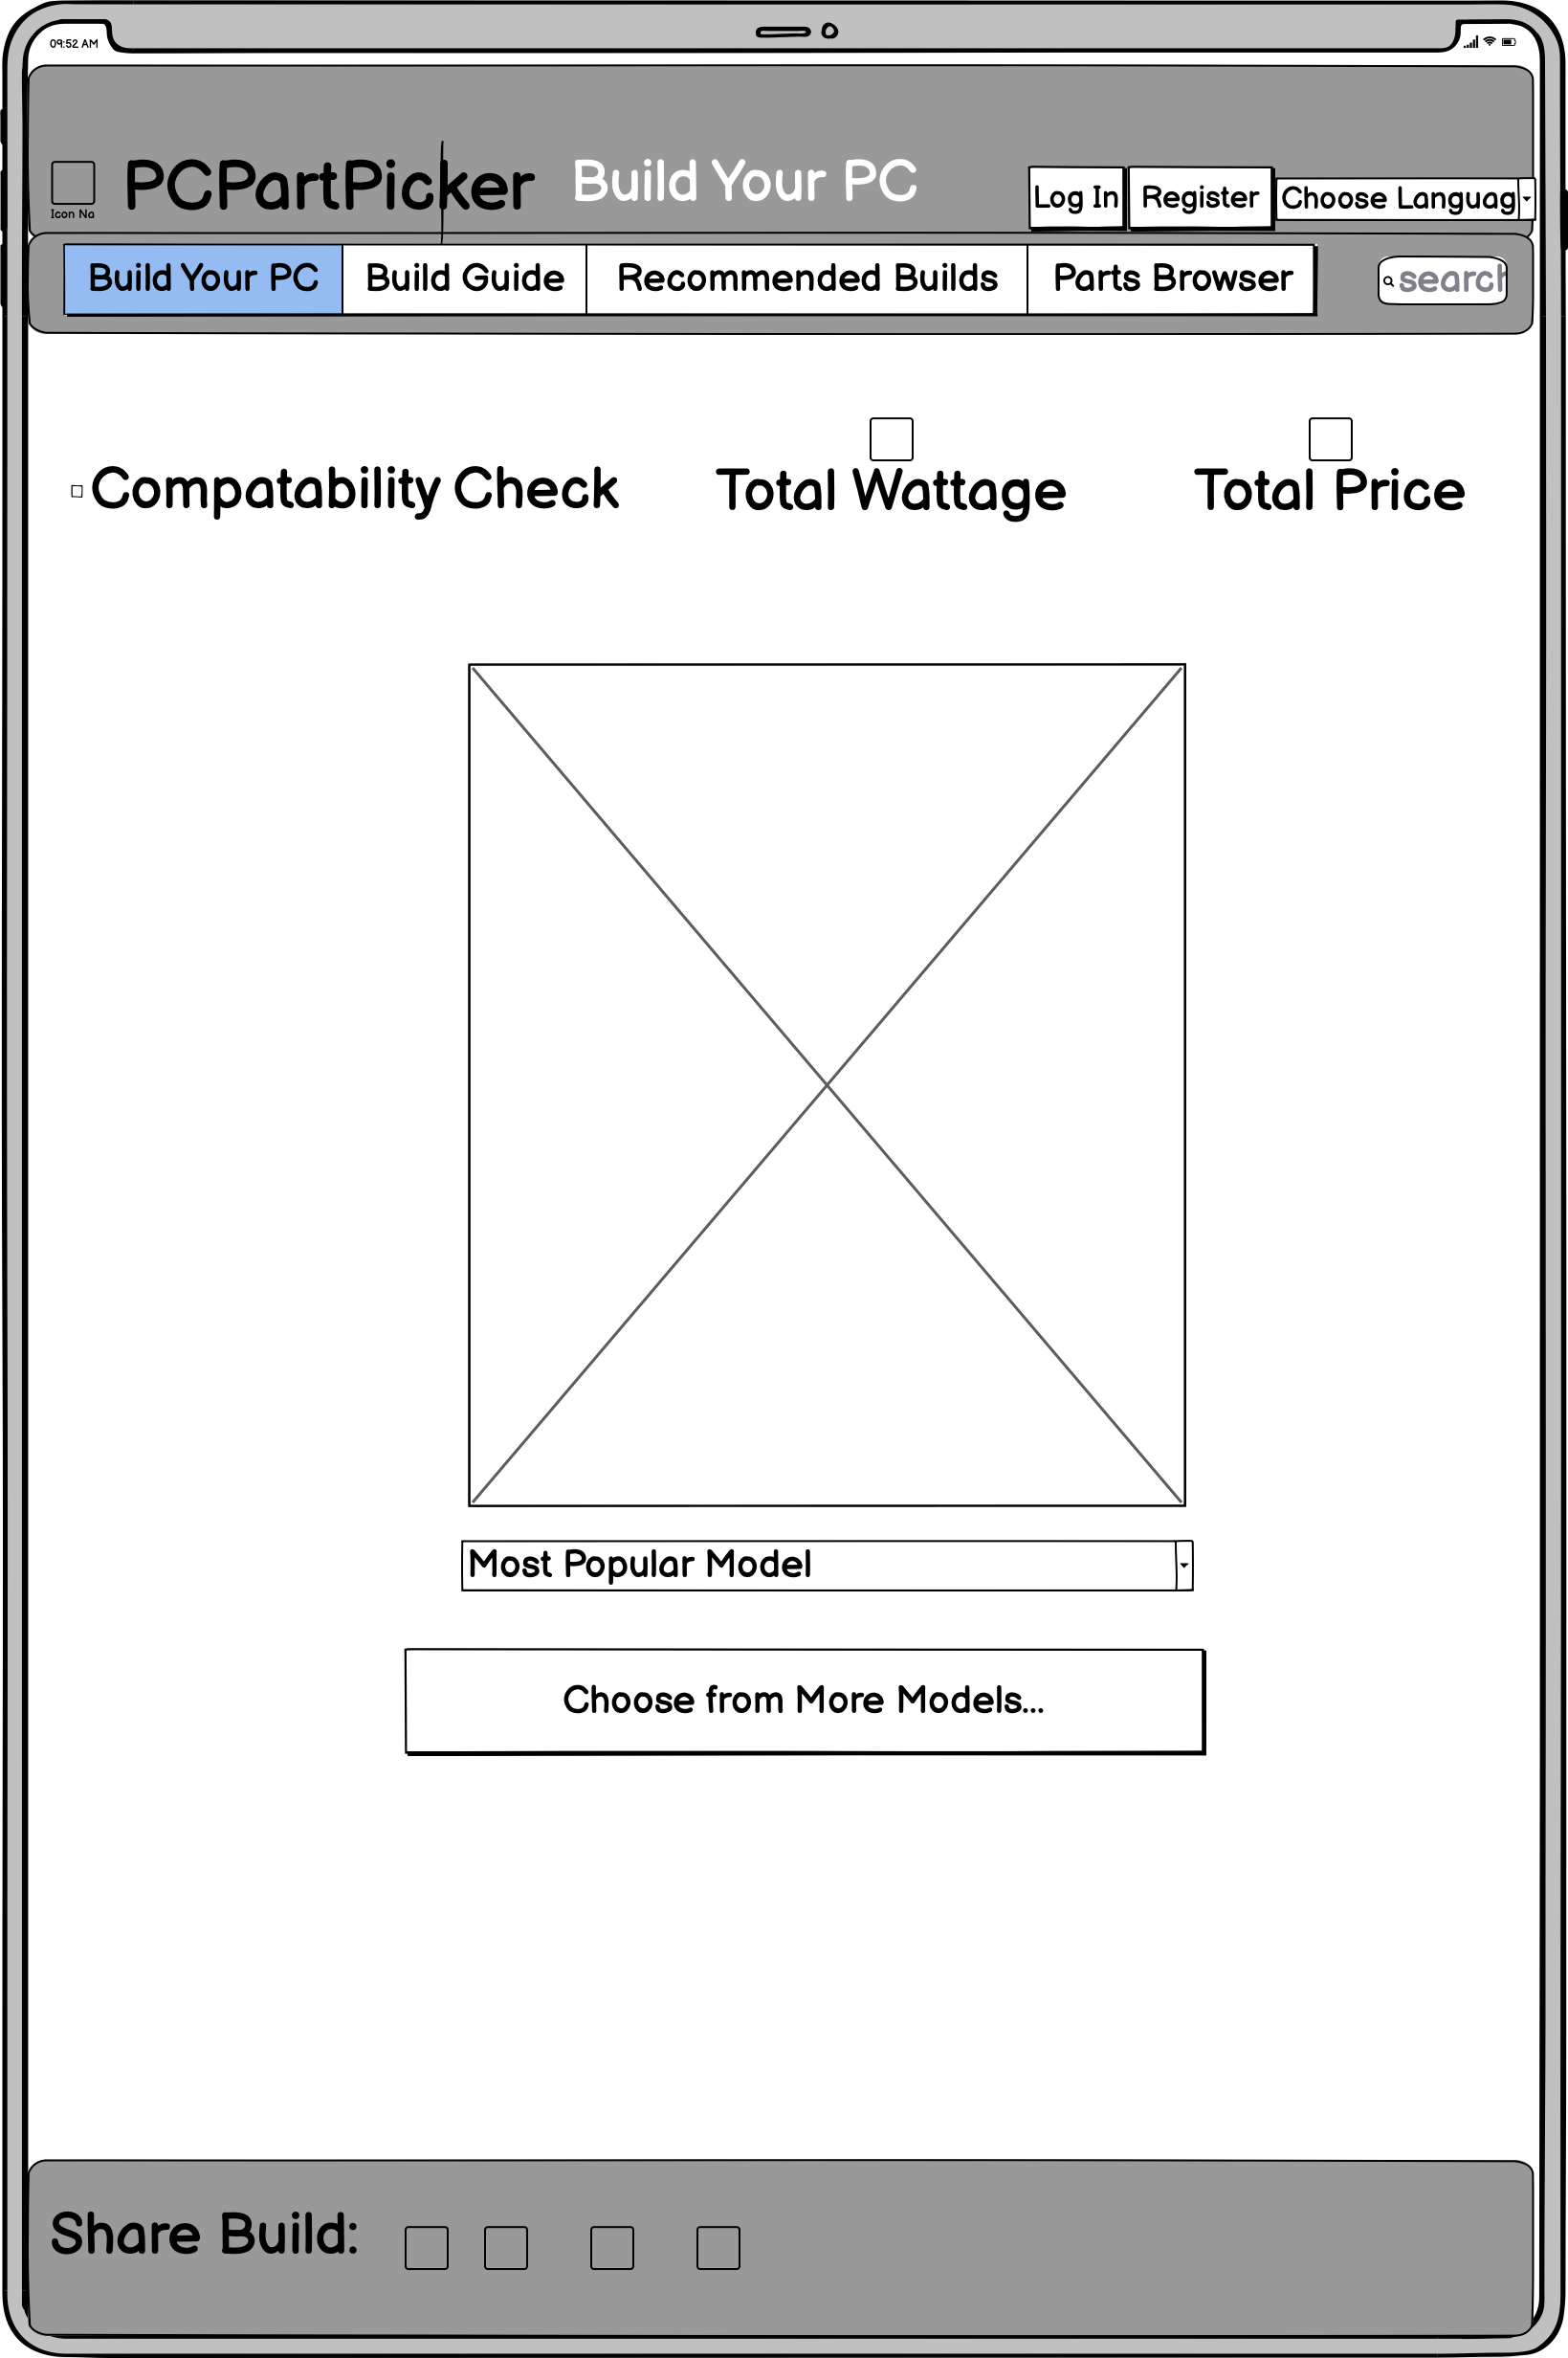 09:52 AM
PCPartPicker
Build Your PC
Log In
Register
Choose Languag
Icon Na
Build Your PC
Build Guide
Recommended Builds
Parts Browser
search
Compatability Check
Total Wattage
Total Price
Most Popular Model
Choose from More Models...
Share Build: